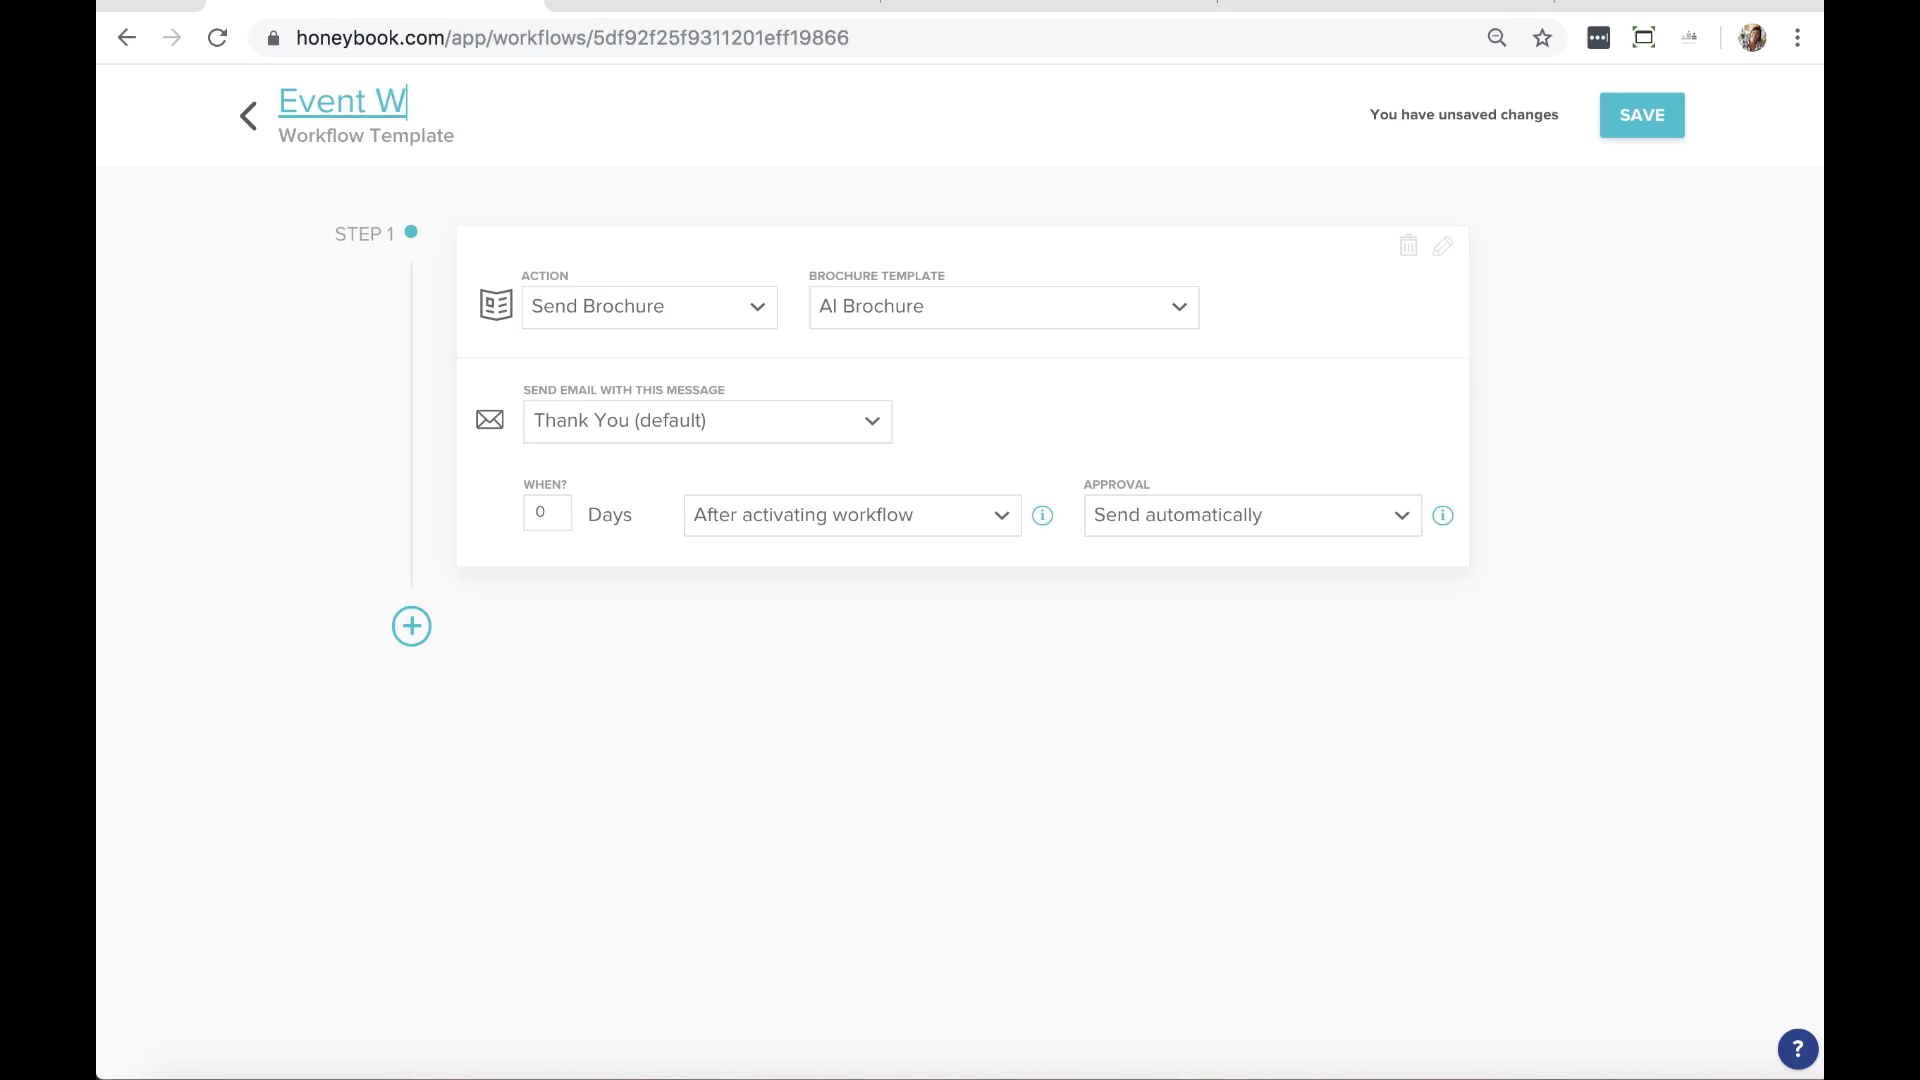 honeybook.com/app/workflows/5df92f25f9311201eff19866
Event W
Workflow Template
You have unsaved changes
SAVE
STEP 1
ACTION
BROCHURE TEMPLATE
Send Brochure
AI Brochure
SEND EMAIL WITH THIS MESSAGE
Thank You (default)
WHEN?
APPROVAL
0 Days
After activating workflow
Send automatically
?